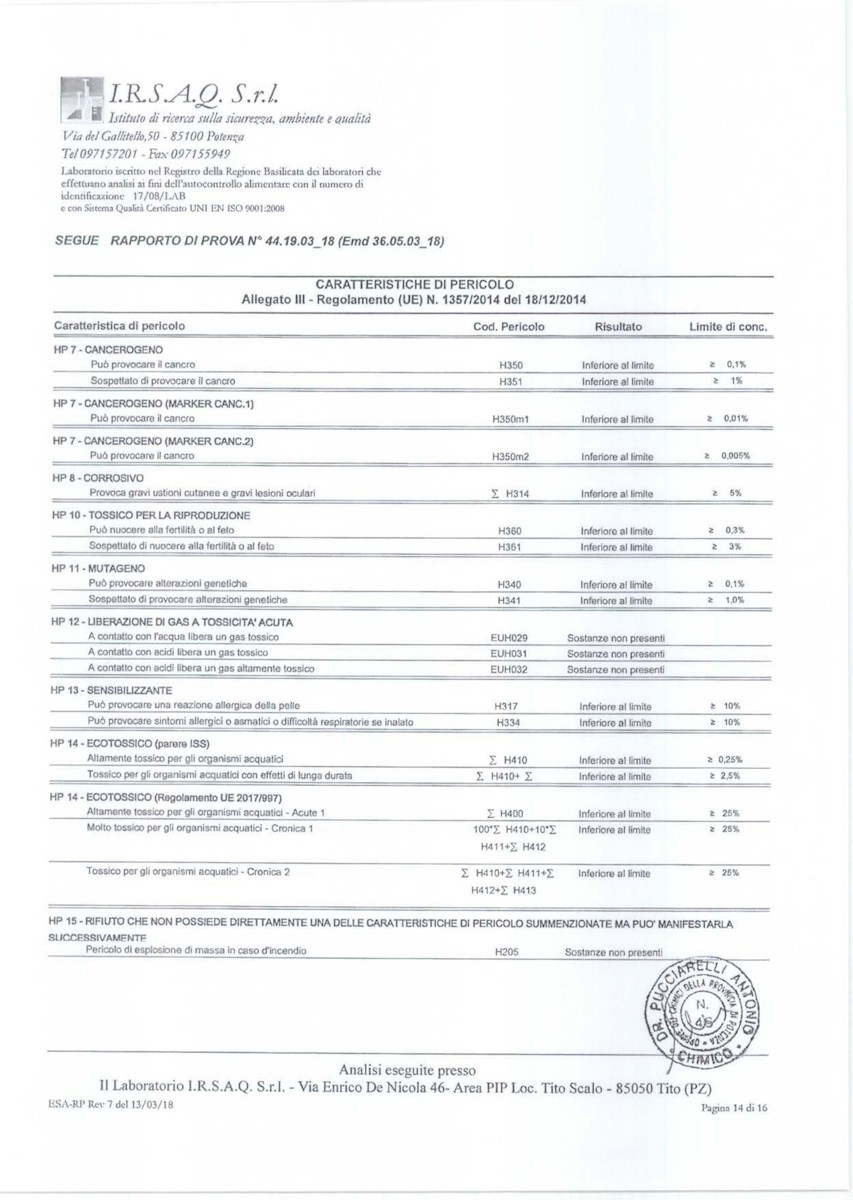 I.R.S.A.Q. S.r.l.
Istituto di ricerca sulla sicurezza, ambiente e qualità
Via del Gallitello,50 - 85100 Potenza
Tel 097157201 - Fax 097155949
Laboratorio iscritto nel Registro della Regione Basilicata dei laboratori che
effettuano analisi ai fini dell'autocontrollo alimentare con il numero di
identificazione 17/08/LAB
e con Sistema Qualità Certificato UNI EN ISO 9001:2008
SEGUE RAPPORTO DI PROVA N° 44.19.03_18 (Emd 36.05.03_18)
CARATTERISTICHE DI PERICOLO
Allegato III - Regolamento (UE) N. 1357/2014 del 18/12/2014
Caratteristica di pericolo Cod. Pericolo Risultato Limite di conc.
HP 7 - CANCEROGENO
Può provocare il cancro H350 Inferiore al limite ≥ 0,1%
Sospettato di provocare il cancro H351 Inferiore al limite ≥ 1%
HP 7 - CANCEROGENO (MARKER CANC.1)
Può provocare il cancro H350m1 Inferiore al limite ≥ 0,01%
HP 7 - CANCEROGENO (MARKER CANC.2)
Può provocare il cancro H350m2 Inferiore al limite ≥ 0,005%
HP 8 - CORROSIVO
Provoca gravi ustioni cutanee e gravi lesioni oculari Σ H314 Inferiore al limite ≥ 5%
HP 10 - TOSSICO PER LA RIPRODUZIONE
Può nuocere alla fertilità o al feto H360 Inferiore al limite ≥ 0,3%
Sospettato di nuocere alla fertilità o al feto H361 Inferiore al limite ≥ 3%
HP 11 - MUTAGENO
Può provocare alterazioni genetiche H340 Inferiore al limite ≥ 0,1%
Sospettato di provocare alterazioni genetiche H341 Inferiore al limite ≥ 1,0%
HP 12 - LIBERAZIONE DI GAS A TOSSICITA' ACUTA
A contatto con l'acqua libera un gas tossico EUH029 Sostanze non presenti
A contatto con acidi libera un gas tossico EUH031 Sostanze non presenti
A contatto con acidi libera un gas altamente tossico EUH032 Sostanze non presenti
HP 13 - SENSIBILIZZANTE
Può provocare una reazione allergica della pelle H317 Inferiore al limite ≥ 10%
Può provocare sintomi allergici o asmatici o difficoltà respiratorie se inalato H334 Inferiore al limite ≥ 10%
HP 14 - ECOTOSSICO (parere ISS)
Altamente tossico per gli organismi acquatici Σ H410 Inferiore al limite ≥ 0,25%
Tossico per gli organismi acquatici con effetti di lunga durata Σ H410+ Σ Inferiore al limite ≥ 2,5%
HP 14 - ECOTOSSICO (Regolamento UE 2017/997)
Altamente tossico per gli organismi acquatici - Acute 1 Σ H400 Inferiore al limite ≥ 25%
Molto tossico per gli organismi acquatici - Cronica 1 100*Σ H410+10*Σ Inferiore al limite ≥ 25%
H411+Σ H412
Tossico per gli organismi acquatici - Cronica 2 Σ H410+Σ H411+Σ Inferiore al limite ≥ 25%
H412+Σ H413
HP 15 - RIFIUTO CHE NON POSSIEDE DIRETTAMENTE UNA DELLE CARATTERISTICHE DI PERICOLO SUMMENZIONATE MA PUO' MANIFESTARLA
SUCCESSIVAMENTE
Pericolo di esplosione di massa in caso d'incendio H205 Sostanze non presenti
DR. PUCCIARELLI ANTONIO
ORDINE DEI CHIMICI DELLA PROVINCIA DI POTENZA
N.
CHIMICO
Analisi eseguite presso
Il Laboratorio I.R.S.A.Q. S.r.l. - Via Enrico De Nicola 46- Area PIP Loc. Tito Scalo - 85050 Tito (PZ)
ESA-RP Rev 7 del 13/03/18 Pagina 14 di 16